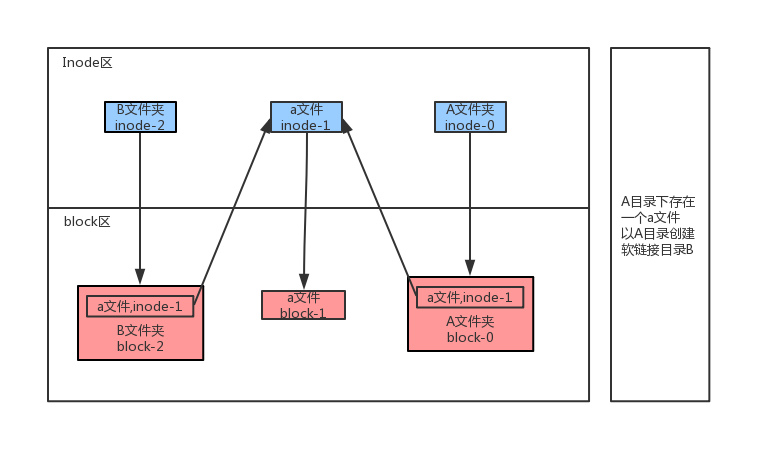 Inode区
B文件夹
inode-2
a文件
inode-1
A文件夹
inode-0
block区
a文件,inode-1
B文件夹
block-2
a文件
block-1
a文件,inode-1
A文件夹
block-0
A目录下存在
一个a文件
以A目录创建
软链接目录B